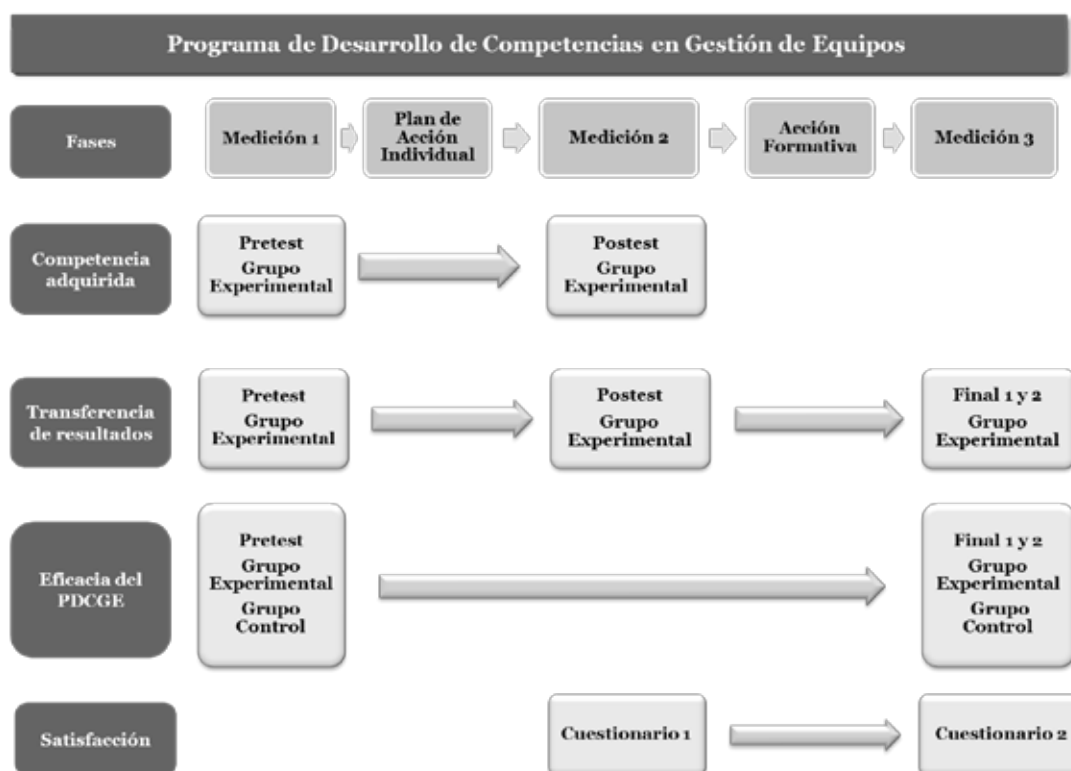 Programa de Desarrollo de Competencias en Gestión de Equipos
Fases
Medición 1
Plan de
Acción
Individual
Medición 2
Acción
Formativa
Medición 3
Competencia
adquirida
Pretest
Grupo
Experimental
Postest
Grupo
Experimental
Transferencia
de resultados
Pretest
Grupo
Experimental
Postest
Grupo
Experimental
Final 1 y 2
Grupo
Experimental
Eficacia del
PDCGE
Pretest
Grupo
Experimental
Grupo
Control
Final 1 y 2
Grupo
Experimental
Grupo
Control
Satisfacción
Cuestionario 1
Cuestionario 2